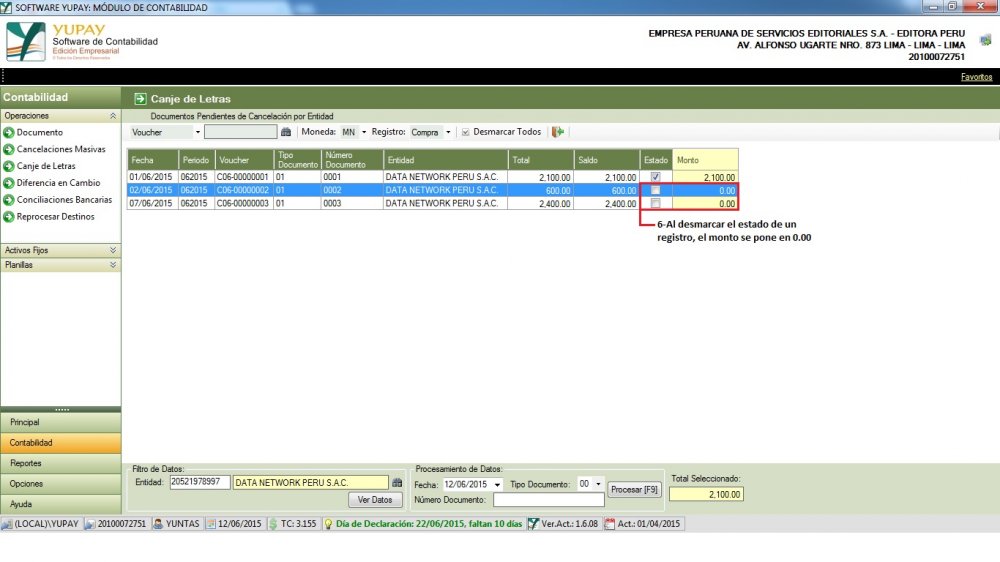 SOFTWARE YUPAY: MÓDULO DE CONTABILIDAD
YUPAY
Software de Contabilidad
Edición Empresarial
EMPRESA PERUANA DE SERVICIOS EDITORIALES S.A. - EDITORA PERU
AV. ALFONSO UGARTE NRO. 873 LIMA - LIMA - LIMA
20100072751
Favoritos
Contabilidad
Canje de Letras
Operaciones
Documentos Pendientes de Cancelación por Entidad
Documento
Cancelaciones Masivas
Canje de Letras
Diferencia en Cambio
Conciliaciones Bancarias
Reprocesar Destinos
Activos Fijos
Planillas
Voucher Moneda: MN Registro: Compra Desmarcar Todos
Fecha Periodo Voucher Tipo Documento Número Documento Entidad Total Saldo Estado Monto
01/06/2015 062015 C06-00000001 01 0001 DATA NETWORK PERU S.A.C. 2,100.00 2,100.00 2,100.00
02/06/2015 062015 C06-00000002 01 0002 DATA NETWORK PERU S.A.C. 600.00 600.00 0.00
07/06/2015 062015 C06-00000003 01 0003 DATA NETWORK PERU S.A.C. 2,400.00 2,400.00 0.00
6-Al desmarcar el estado de un
registro, el monto se pone en 0.00
Principal
Contabilidad
Reportes
Opciones
Ayuda
Filtro de Datos:
Entidad: 20521978997 DATA NETWORK PERU S.A.C.
Ver Datos
Procesamiento de Datos:
Fecha: 12/06/2015 Tipo Documento: 00 Procesar [F9]
Número Documento:
Total Seleccionado:
2,100.00
(LOCAL)\YUPAY 20100072751 YUNTAS 12/06/2015 TC: 3.155 Día de Declaración: 22/06/2015, faltan 10 días Ver.Act.: 1.6.08 Act.: 01/04/2015